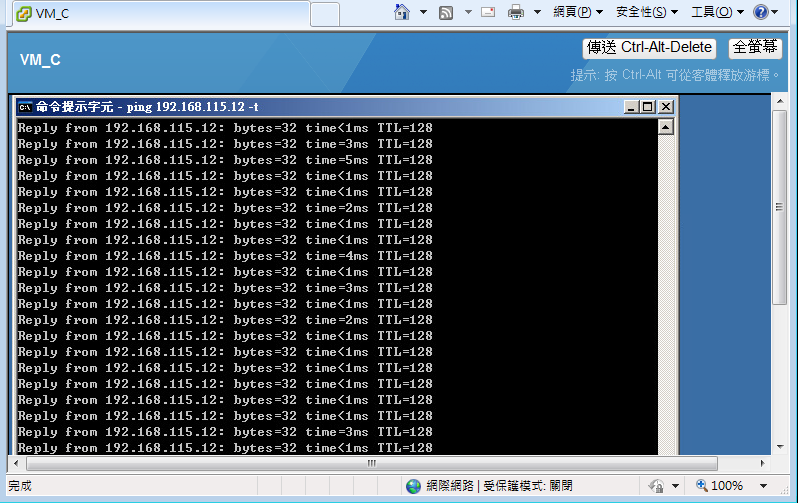 VM_C
網頁(P) 安全性(S) 工具(O)
VM_C
傳送 Ctrl-Alt-Delete 全螢幕
提示: 按 Ctrl-Alt 可從客體釋放游標。
命令提示字元 - ping 192.168.115.12 -t
Reply from 192.168.115.12: bytes=32 time<1ms TTL=128
Reply from 192.168.115.12: bytes=32 time=3ms TTL=128
Reply from 192.168.115.12: bytes=32 time=5ms TTL=128
Reply from 192.168.115.12: bytes=32 time<1ms TTL=128
Reply from 192.168.115.12: bytes=32 time<1ms TTL=128
Reply from 192.168.115.12: bytes=32 time=2ms TTL=128
Reply from 192.168.115.12: bytes=32 time<1ms TTL=128
Reply from 192.168.115.12: bytes=32 time<1ms TTL=128
Reply from 192.168.115.12: bytes=32 time=4ms TTL=128
Reply from 192.168.115.12: bytes=32 time<1ms TTL=128
Reply from 192.168.115.12: bytes=32 time=3ms TTL=128
Reply from 192.168.115.12: bytes=32 time<1ms TTL=128
Reply from 192.168.115.12: bytes=32 time=2ms TTL=128
Reply from 192.168.115.12: bytes=32 time<1ms TTL=128
Reply from 192.168.115.12: bytes=32 time<1ms TTL=128
Reply from 192.168.115.12: bytes=32 time<1ms TTL=128
Reply from 192.168.115.12: bytes=32 time<1ms TTL=128
Reply from 192.168.115.12: bytes=32 time<1ms TTL=128
Reply from 192.168.115.12: bytes=32 time<1ms TTL=128
Reply from 192.168.115.12: bytes=32 time=3ms TTL=128
Reply from 192.168.115.12: bytes=32 time<1ms TTL=128
完成 網際網路 | 受保護模式: 關閉 100%